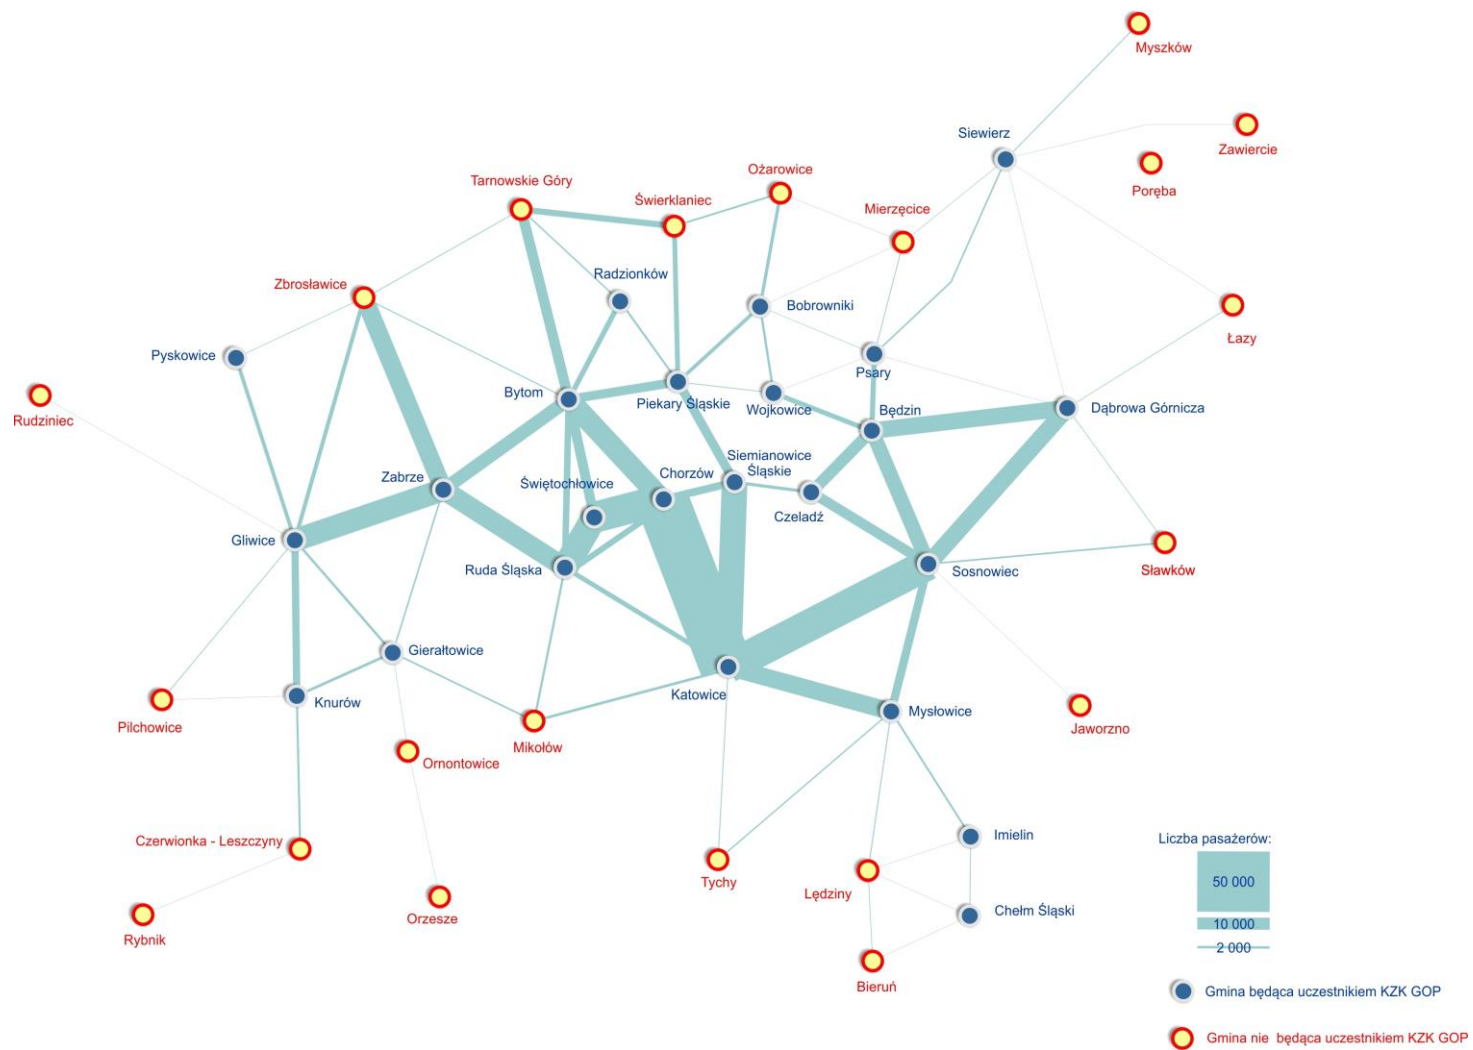 Myszków
Zawiercie
Siewierz
Poręba
Ożarowice
Tarnowskie Góry
Świerklaniec
Mierzęcice
Radzionków
Zbrosławice
Bobrowniki
Łazy
Pyskowice
Psary
Bytom
Piekary Śląskie
Wojkowice
Będzin
Dąbrowa Górnicza
Rudziniec
Siemianowice
Śląskie
Chorzów
Zabrze
Świętochłowice
Czeladź
Gliwice
Ruda Śląska
Sosnowiec
Sławków
Gierałtowice
Katowice
Knurów
Mysłowice
Pilchowice
Jaworzno
Mikołów
Ornontowice
Imielin
Czerwionka - Leszczyny
Tychy
Lędziny
Chełm Śląski
Orzesze
Rybnik
Bieruń
Liczba pasażerów:
50 000
10 000
2 000
Gmina będąca uczestnikiem KZK GOP
Gmina nie będąca uczestnikiem KZK GOP